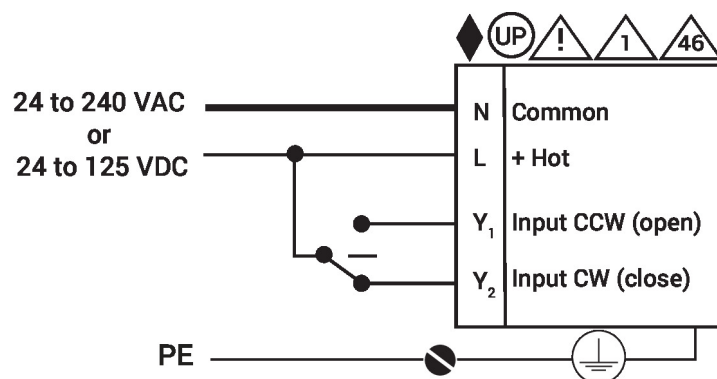 UP ! 1 46
24 to 240 VAC
or
24 to 125 VDC
N Common
L + Hot
Y1 Input CCW (open)
Y2 Input CW (close)
PE